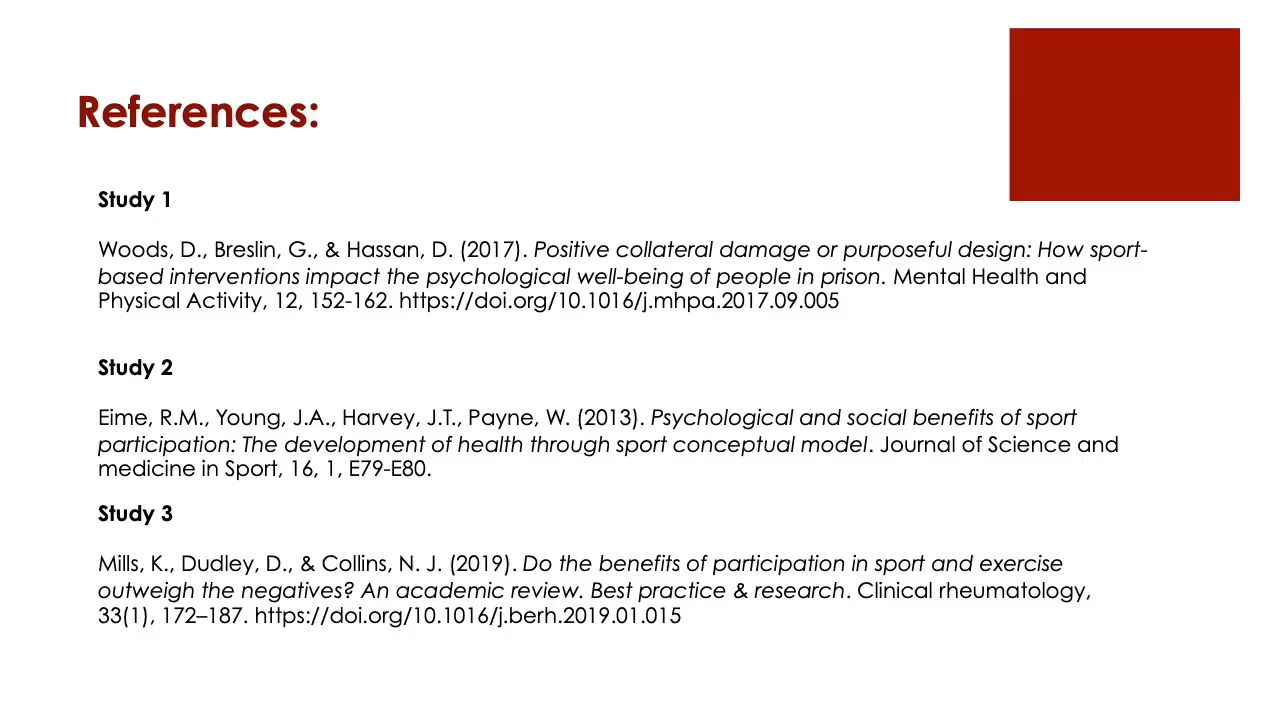 References:
Study 1
Woods, D., Breslin, G., & Hassan, D. (2017). Positive collateral damage or purposeful design: How sport-
based interventions impact the psychological well-being of people in prison. Mental Health and
Physical Activity, 12, 152-162. https://doi.org/10.1016/j.mhpa.2017.09.005
Study 2
Eime, R.M., Young, J.A., Harvey, J.T., Payne, W. (2013). Psychological and social benefits of sport
participation: The development of health through sport conceptual model. Journal of Science and
medicine in Sport, 16, 1, E79-E80.
Study 3
Mills, K., Dudley, D., & Collins, N. J. (2019). Do the benefits of participation in sport and exercise
outweigh the negatives? An academic review. Best practice & research. Clinical rheumatology,
33(1), 172–187. https://doi.org/10.1016/j.berh.2019.01.015